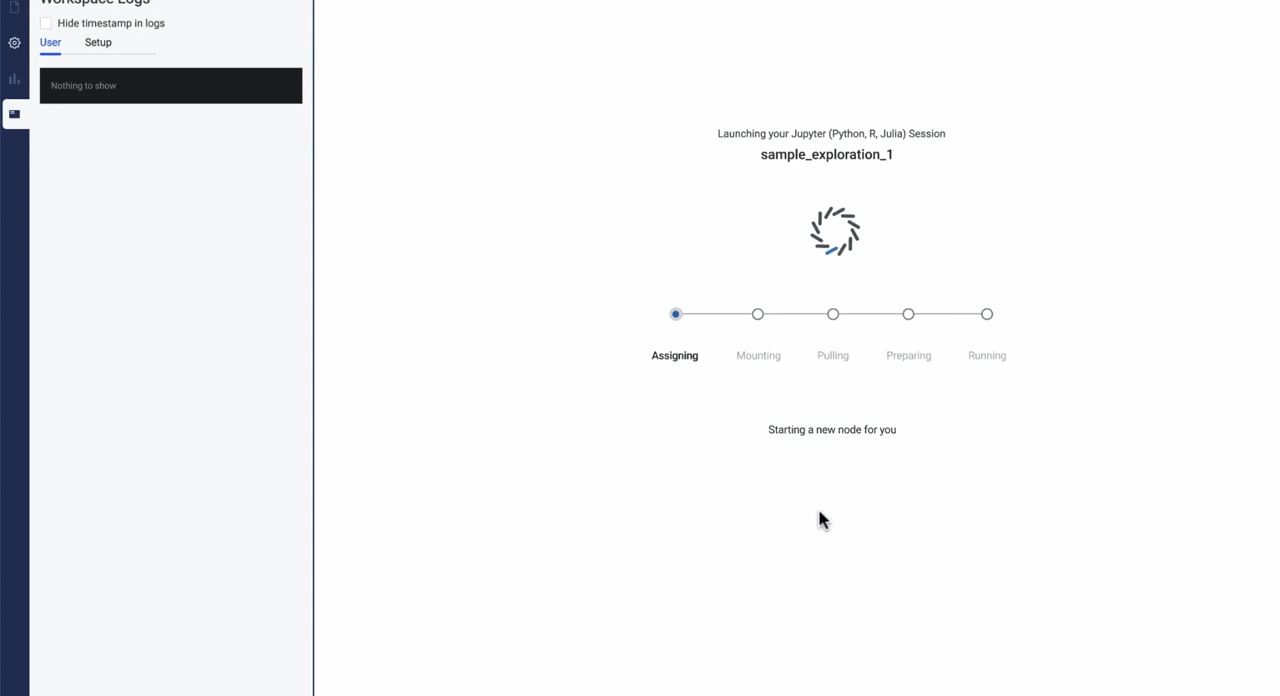 Workspace Logs
Hide timestamp in logs
User Setup
Nothing to show
Launching your Jupyter (Python, R, Julia) Session
sample_exploration_1
Assigning Mounting Pulling Preparing Running
Starting a new node for you